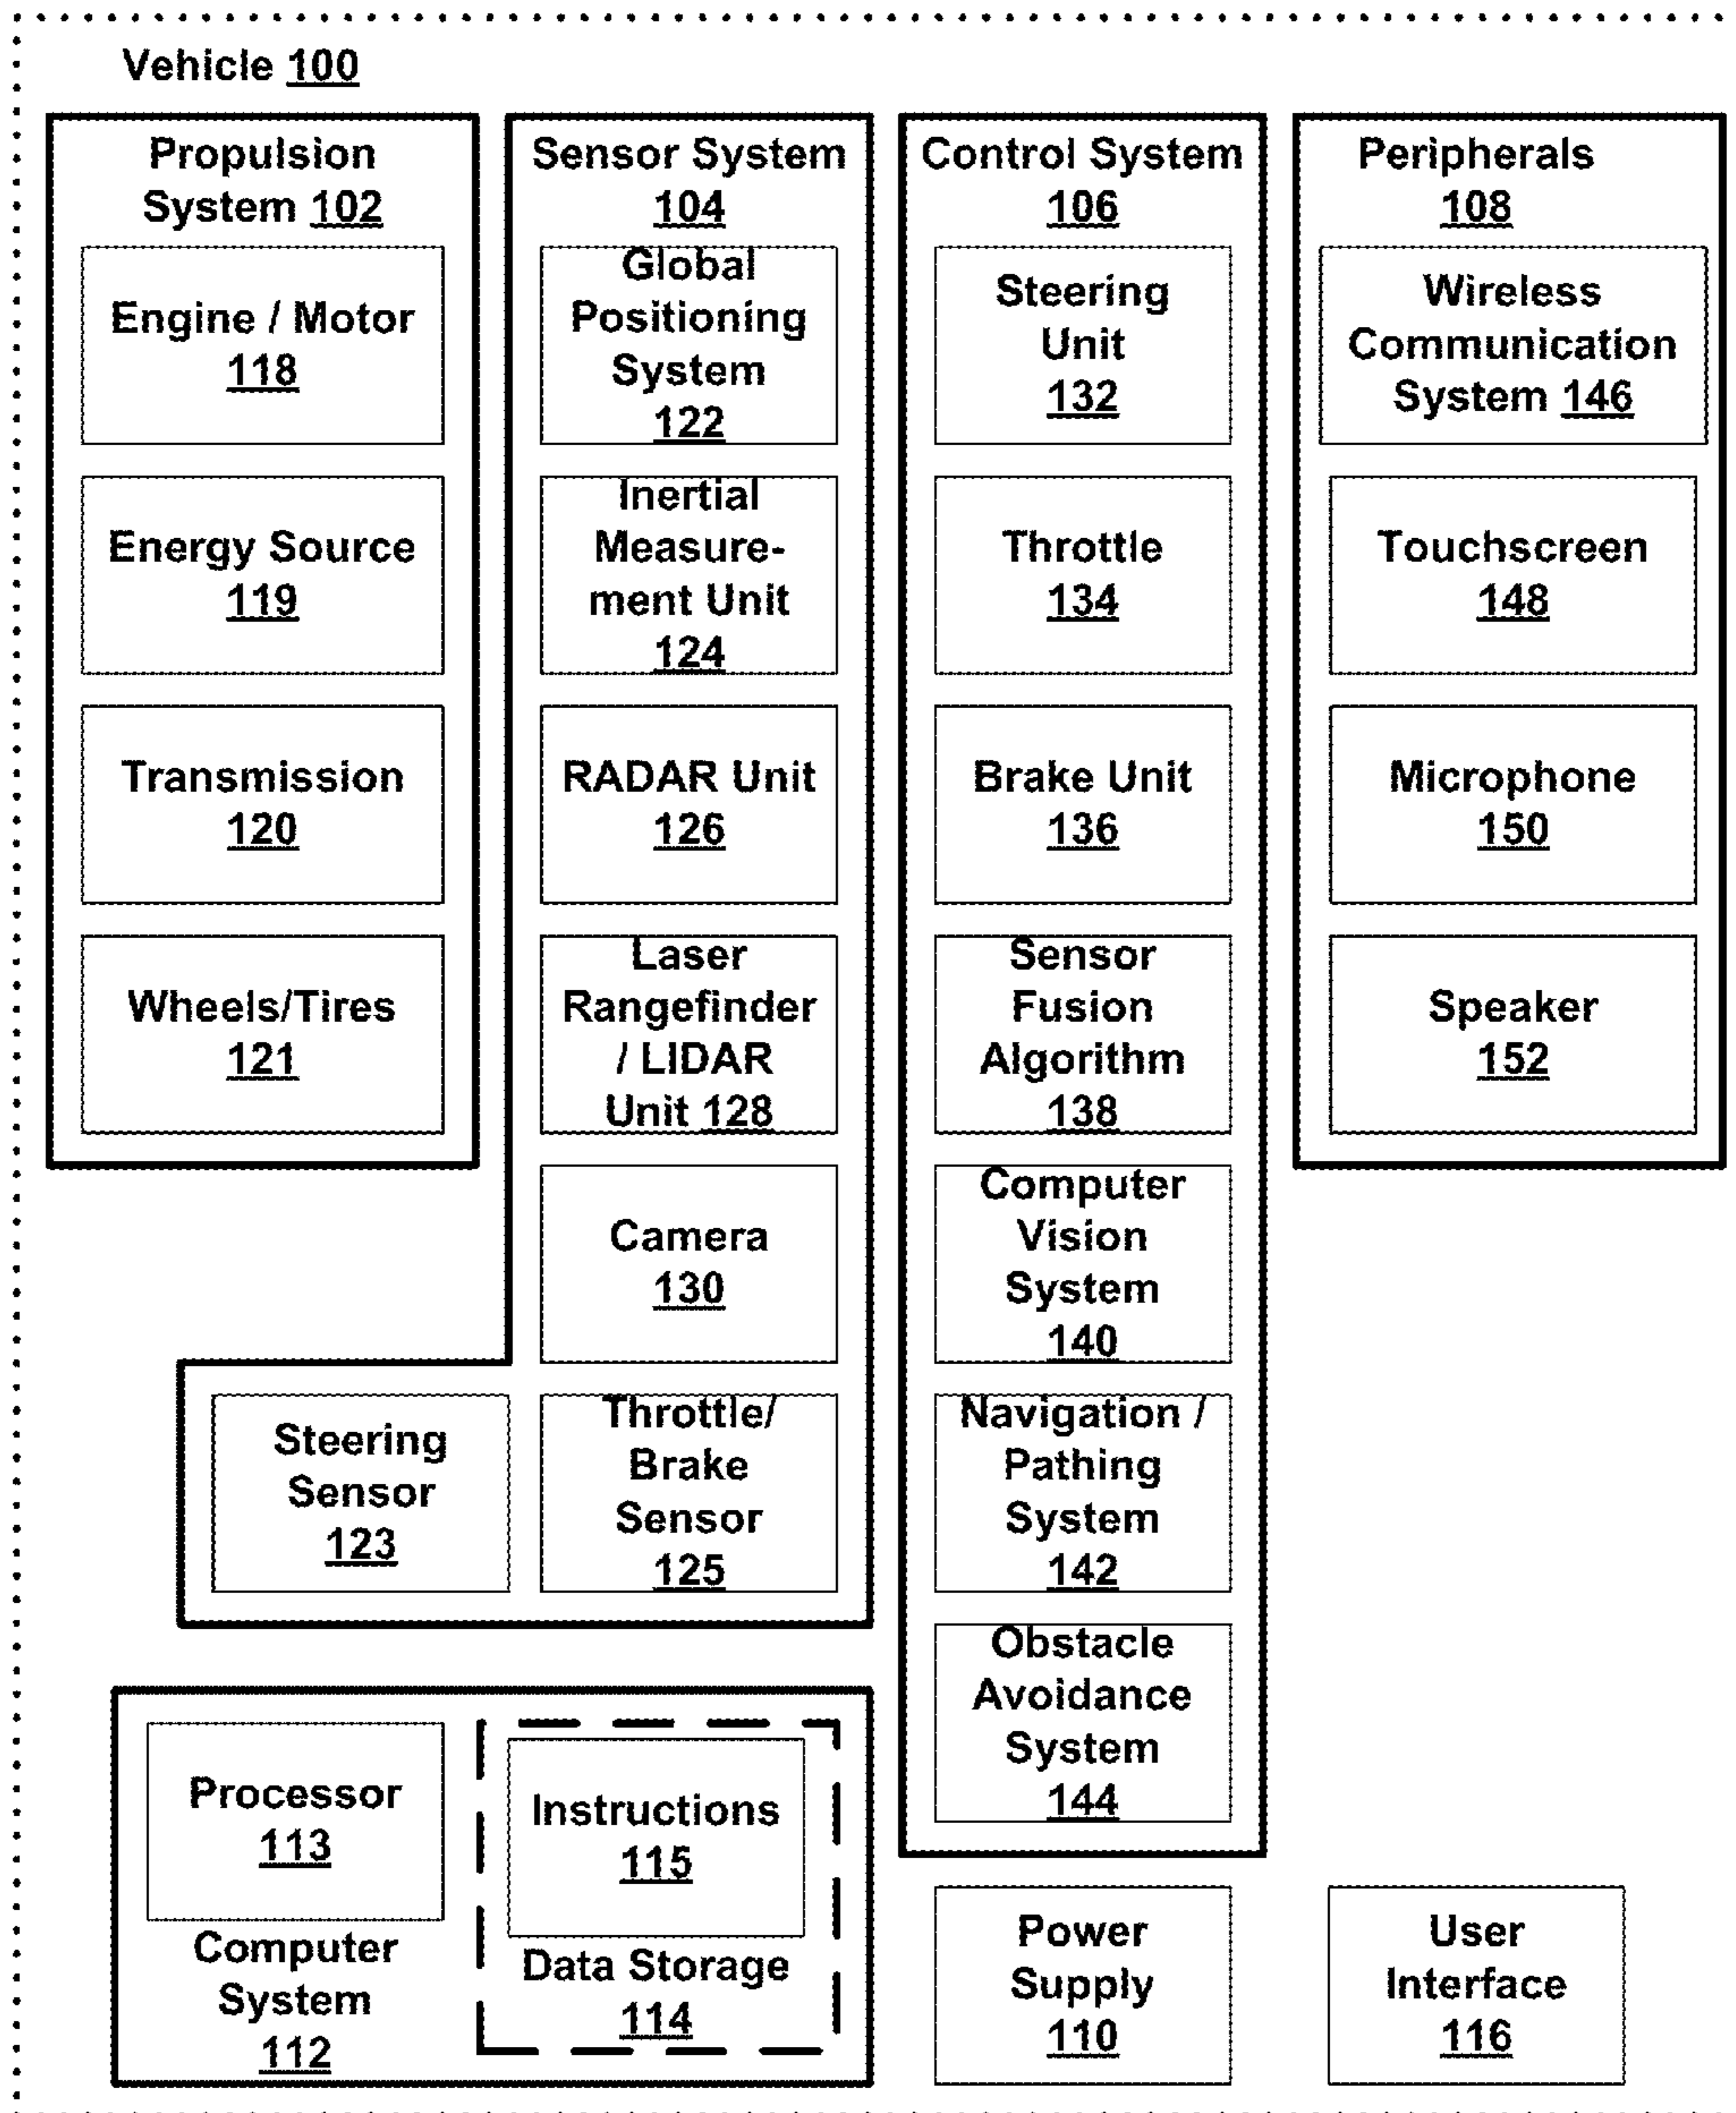 Vehicle 100
Propulsion
System 102
Engine / Motor
118
Energy Source
119
Transmission
120
Wheels/Tires
121
Sensor System
104
Global
Positioning
System
122
Inertial
Measure-
ment Unit
124
RADAR Unit
126
Laser
Rangefinder
/ LIDAR
Unit 128
Camera
130
Steering
Sensor
123
Throttle/
Brake
Sensor
125
Control System
106
Steering
Unit
132
Throttle
134
Brake Unit
136
Sensor
Fusion
Algorithm
138
Computer
Vision
System
140
Navigation /
Pathing
System
142
Obstacle
Avoidance
System
144
Peripherals
108
Wireless
Communication
System 146
Touchscreen
148
Microphone
150
Speaker
152
Processor
113
Computer
System
112
Instructions
115
Data Storage
114
Power
Supply
110
User
Interface
116